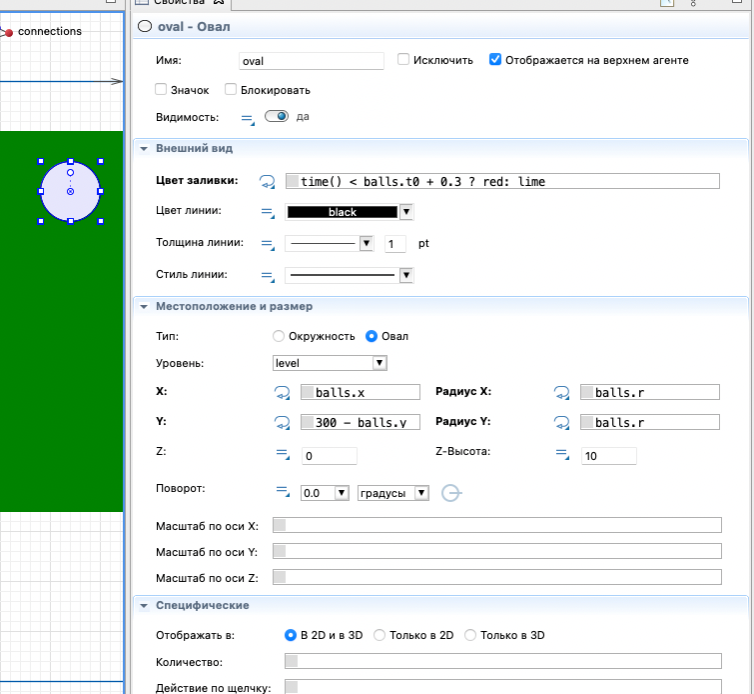 Свойства
connections
oval - Овал
Имя: oval Исключить Отображается на верхнем агенте
Значок Блокировать
Видимость: да
Внешний вид
Цвет заливки: time() < balls.t0 + 0.3 ? red: lime
Цвет линии: black
Толщина линии: 1 pt
Стиль линии:
Местоположение и размер
Тип: Окружность Овал
Уровень: level
X: balls.x Радиус X: balls.r
Y: 300 - balls.y Радиус Y: balls.r
Z: 0 Z-Высота: 10
Поворот: 0.0 градусы
Масштаб по оси X:
Масштаб по оси Y:
Масштаб по оси Z:
Специфические
Отображать в: В 2D и в 3D Только в 2D Только в 3D
Количество:
Действие по щелчку: